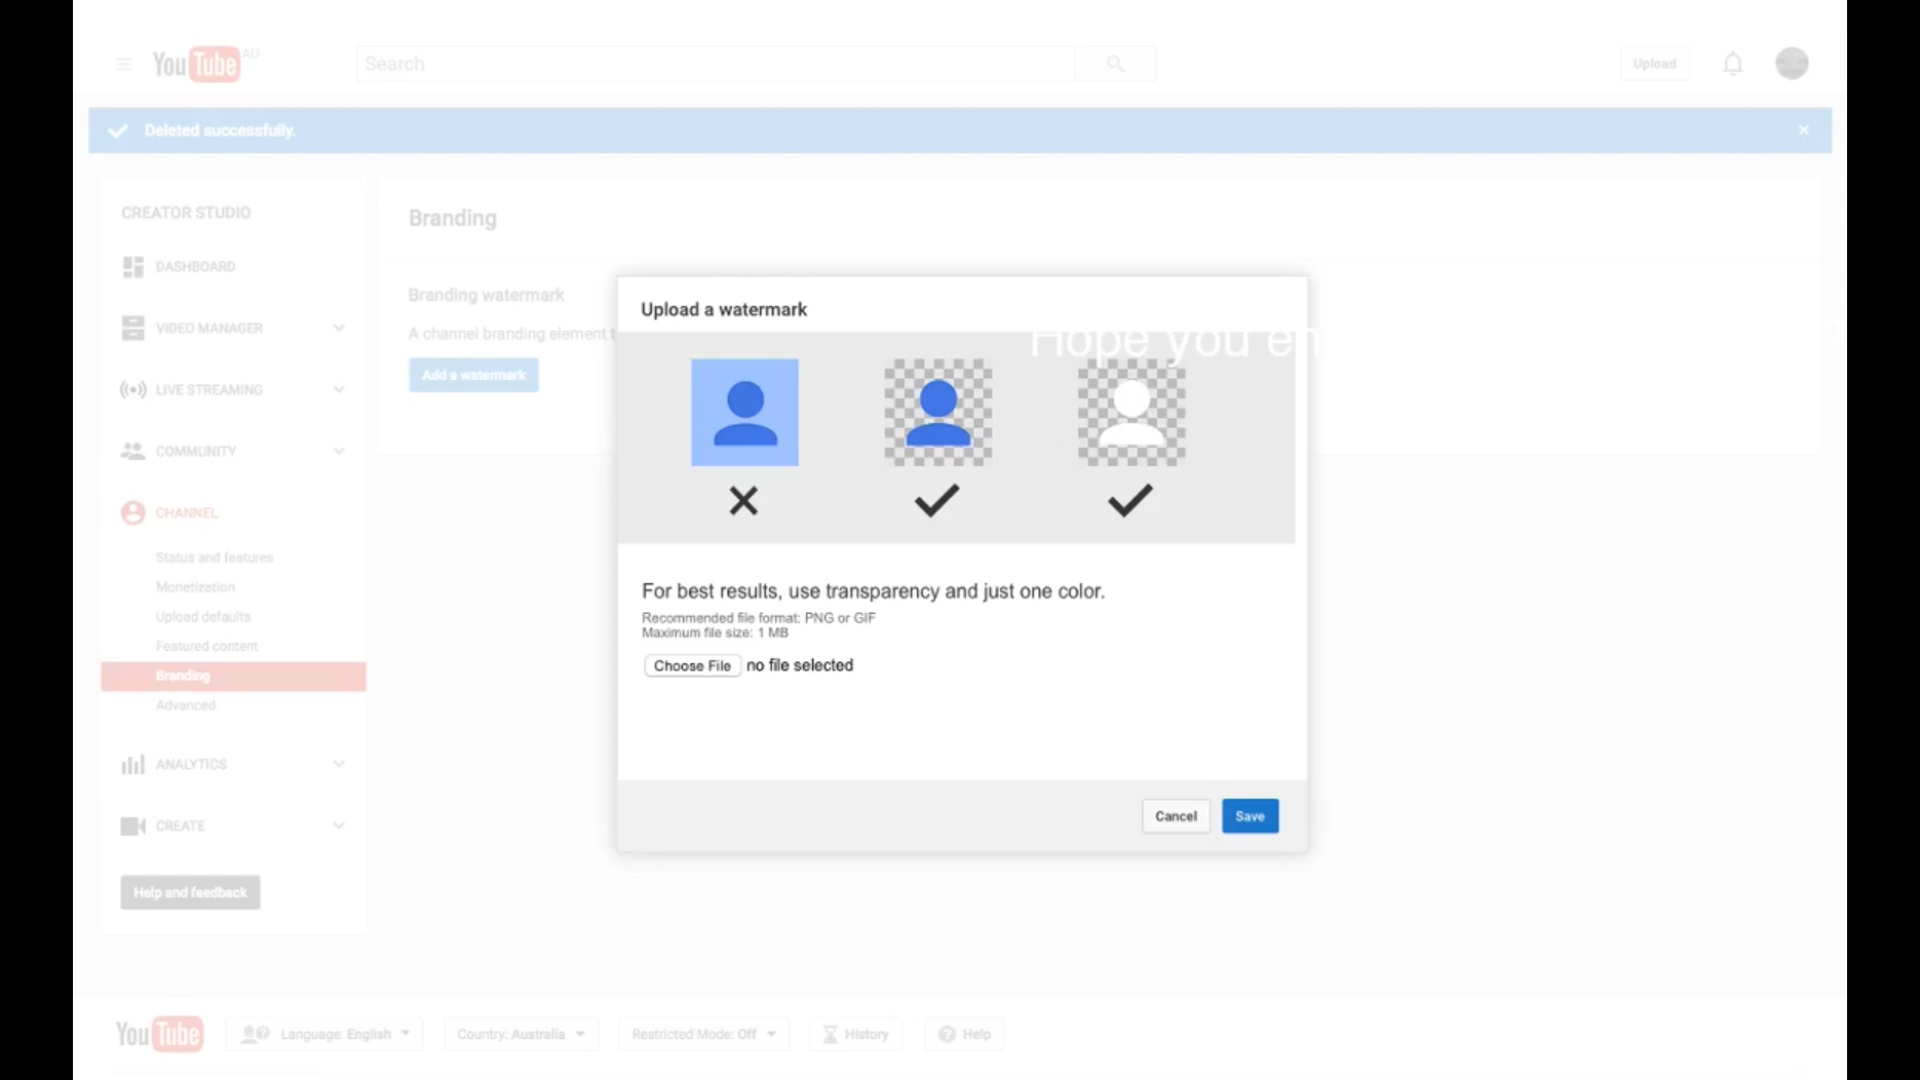 YouTube AU
Search
Upload
Deleted successfully.
CREATOR STUDIO
DASHBOARD
VIDEO MANAGER
LIVE STREAMING
COMMUNITY
CHANNEL
Status and features
Monetization
Upload defaults
Featured content
Branding
Advanced
ANALYTICS
CREATE
Help and feedback
Branding
Branding watermark
A channel branding element
Add a watermark
Upload a watermark
Hope you
For best results, use transparency and just one color.
Recommended file format: PNG or GIF
Maximum file size: 1 MB
Choose File no file selected
Cancel
Save
YouTube
Language: English
Country: Australia
Restricted Mode: Off
History
Help